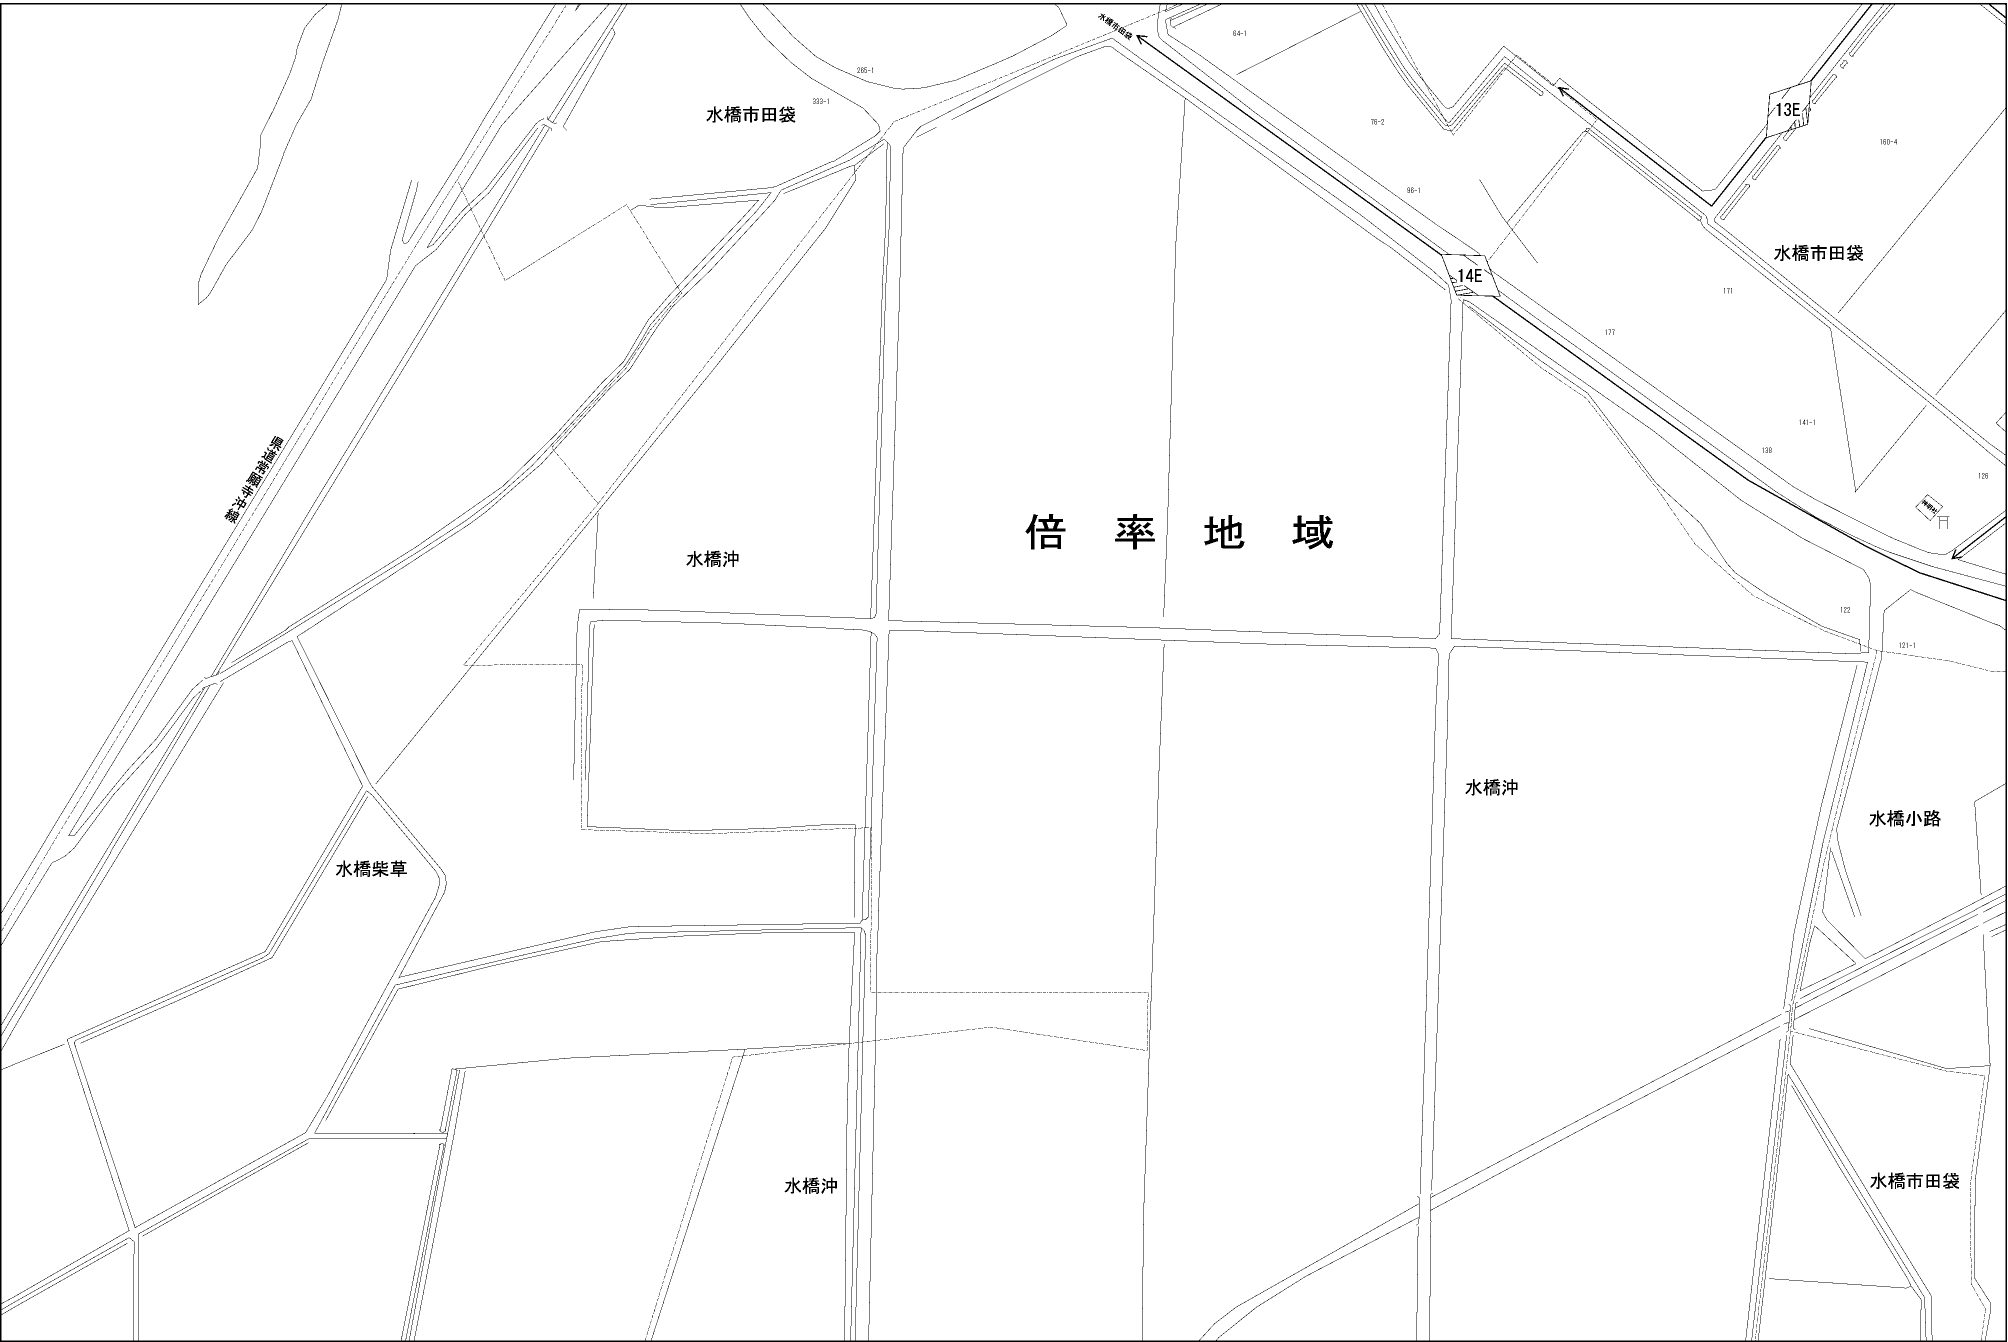 水橋市田袋
64-1
265-1
333-1
水橋市田袋
13E
76-2
160-4
96-1
水橋市田袋
14E
171
177
141-1
138
126
県道常願寺沖線
神明社
倍率地域
水橋沖
122
121-1
水橋沖
水橋小路
水橋柴草
水橋市田袋
水橋沖